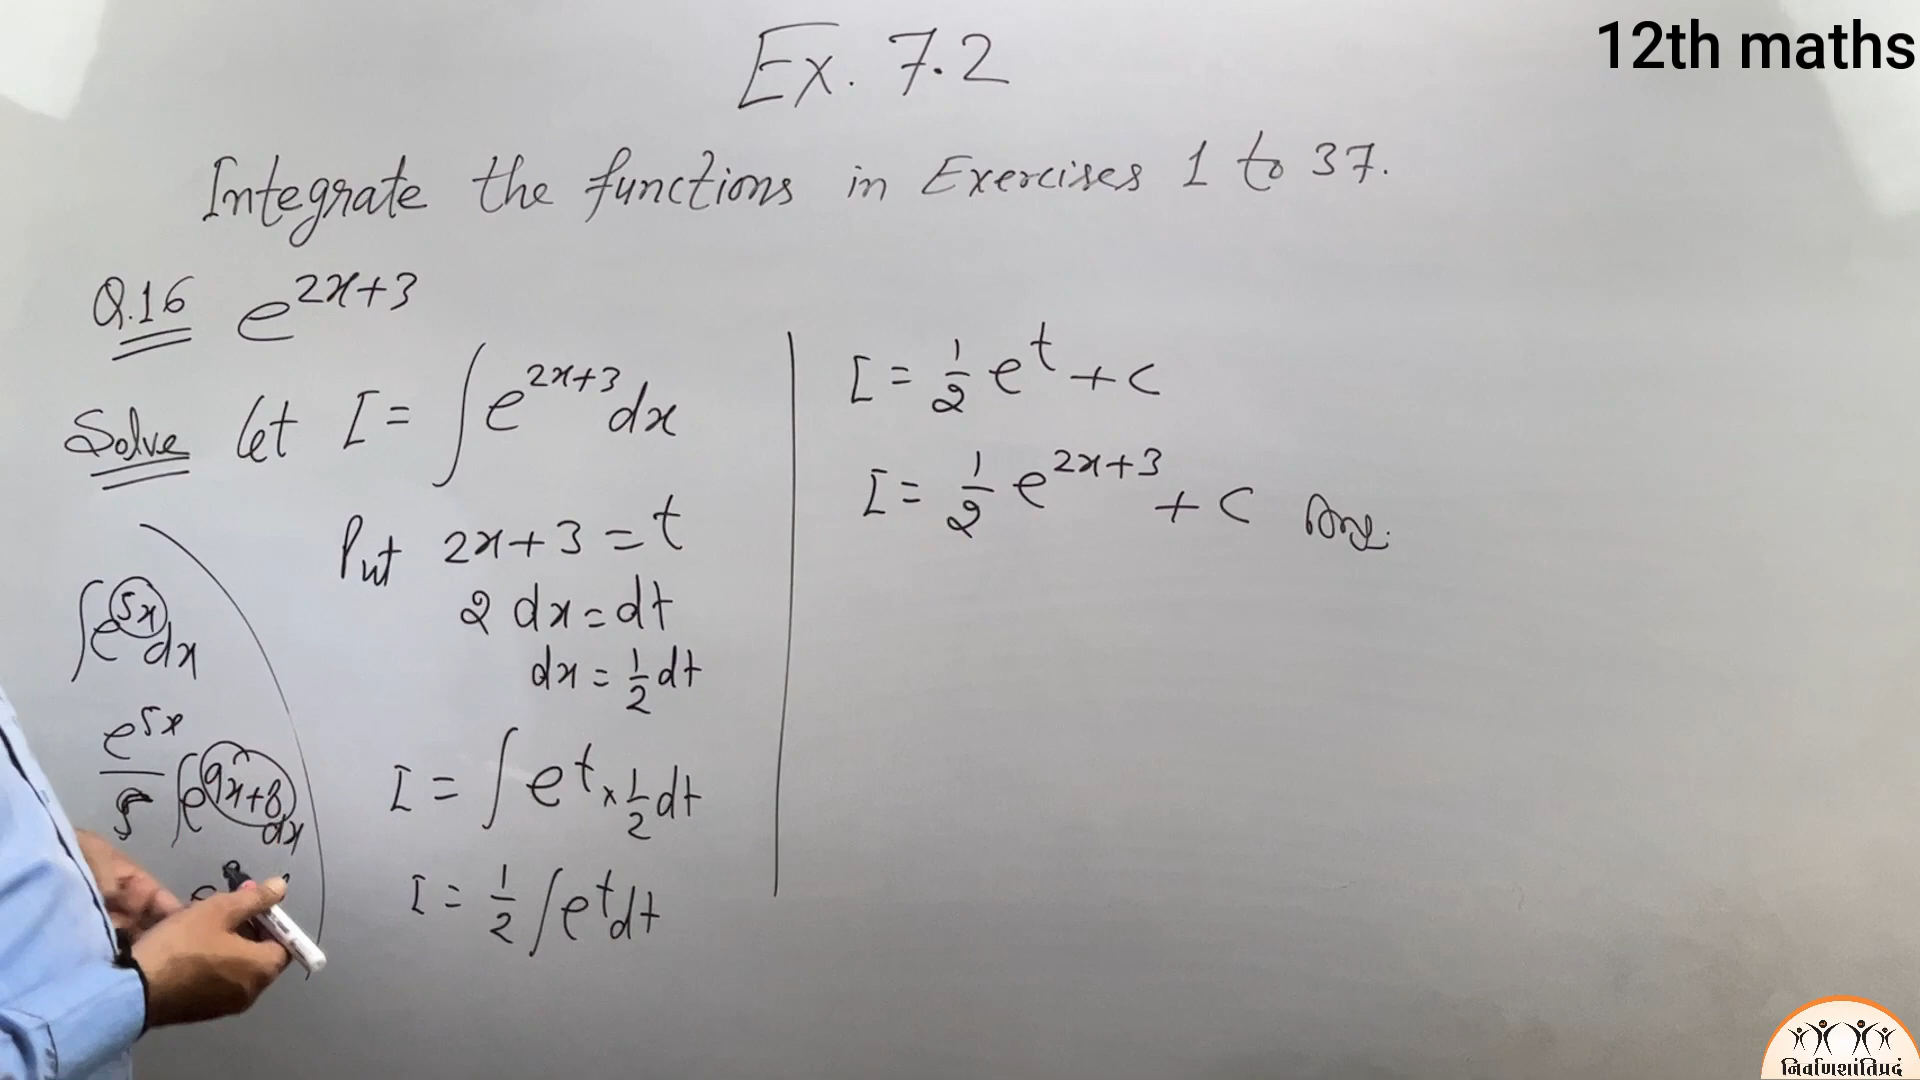 12th maths
Ex. 7.2
Integrate the functions in Exercises 1 to 37.
Q.16 e^{2x+3}
Solve Let I = ∫ e^{2x+3} dx
Put 2x+3 = t
2 dx = dt
dx = 1/2 dt
I = ∫ e^t × 1/2 dt
I = 1/2 ∫ e^t dt
∫ e^{5x} dx
e^{5x}/5
∫ e^{9x+8} dx
I = 1/2 e^t + c
I = 1/2 e^{2x+3} + c Ans.